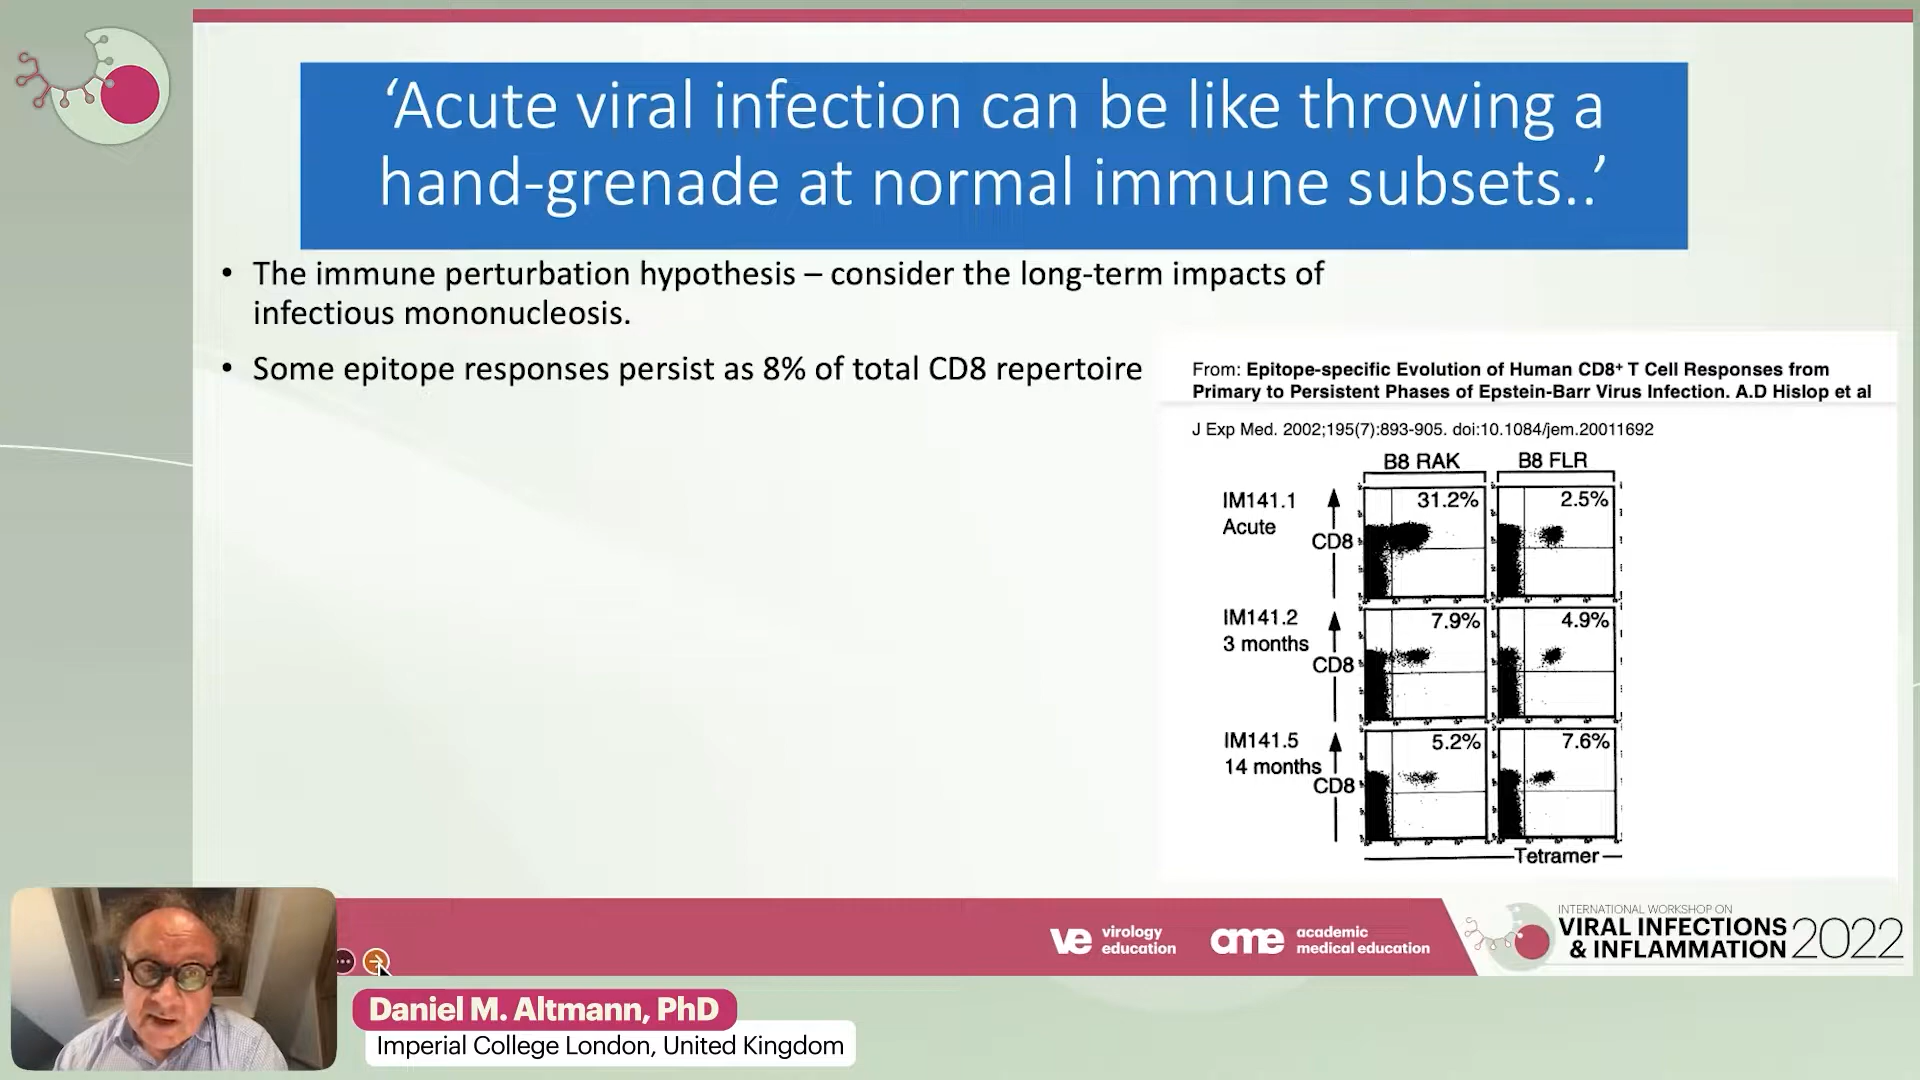 ‘Acute viral infection can be like throwing a
hand-grenade at normal immune subsets..’
• The immune perturbation hypothesis – consider the long-term impacts of
infectious mononucleosis.
• Some epitope responses persist as 8% of total CD8 repertoire
From: Epitope-specific Evolution of Human CD8⁺ T Cell Responses from
Primary to Persistent Phases of Epstein-Barr Virus Infection. A.D Hislop et al
J Exp Med. 2002;195(7):893-905. doi:10.1084/jem.20011692
B8 RAK B8 FLR
IM141.1
Acute
CD8
31.2% 2.5%
IM141.2
3 months
CD8
7.9% 4.9%
IM141.5
14 months
CD8
5.2% 7.6%
Tetramer
ve virology
education
ame academic
medical education
INTERNATIONAL WORKSHOP ON
VIRAL INFECTIONS
& INFLAMMATION 2022
Daniel M. Altmann, PhD
Imperial College London, United Kingdom